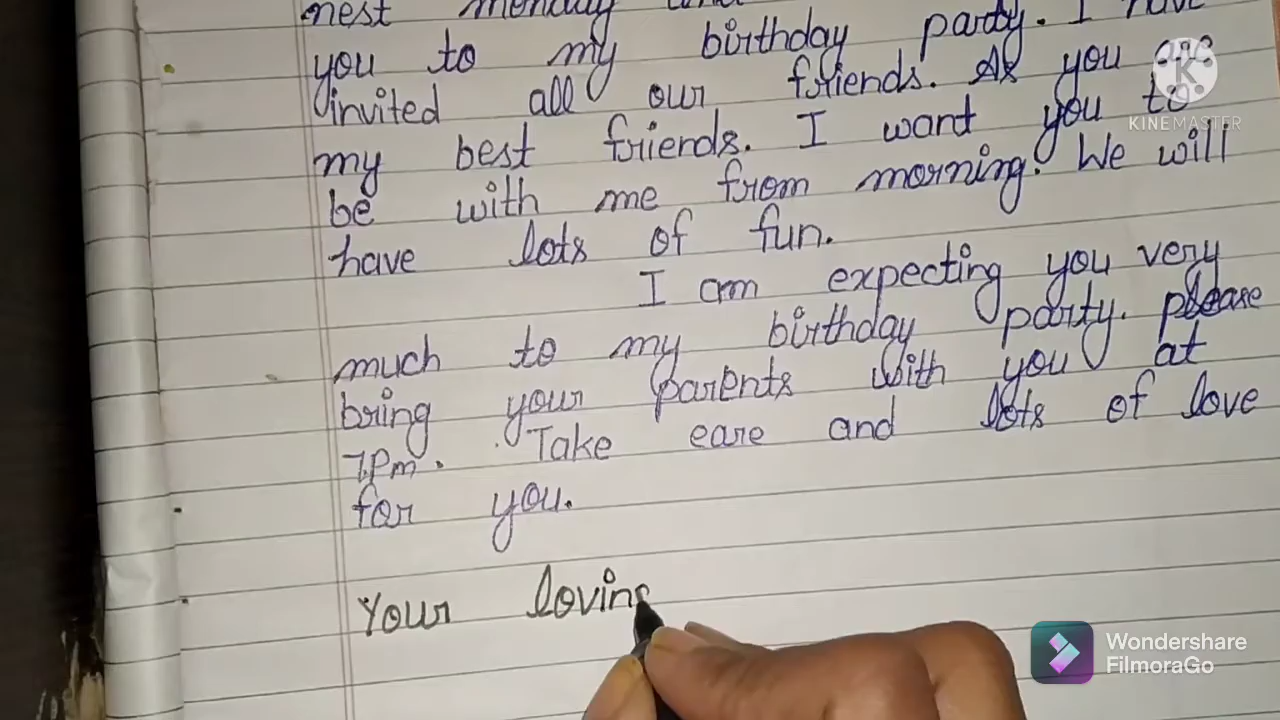 nest monday
you to my birthday party. I have
invited all our friends. As you are
my best friends. I want you to
be with me from morning. We will
have lots of fun.
I am expecting you very
much to my birthday party. please
bring your parents with you at
7Pm. Take care and lots of love
for you.
Your loving
KINEMASTER
Wondershare
FilmoraGo